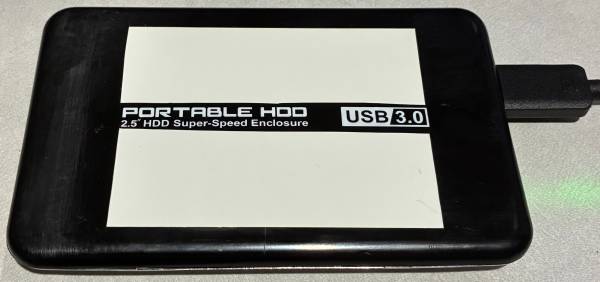 PORTABLE HDD
2.5" HDD Super-Speed Enclosure
USB 3.0